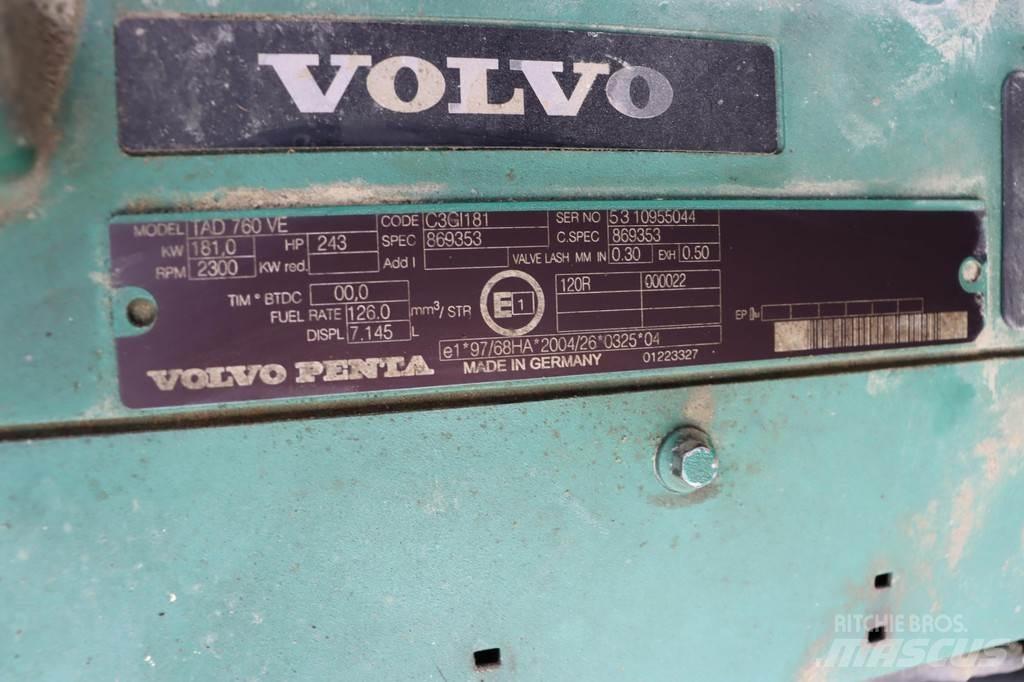 VOLVO
MODEL TAD 760 VE CODE C3GI181 SER NO 5310955044
KW 181,0 HP 243 SPEC 869353 C.SPEC 869353
RPM 2300 KW red. Add I VALVE LASH MM IN 0.30 EXH 0.50
TIM ° BTDC 00,0 E 1 120R 000022
FUEL RATE 126.0 mm³/STR EP
DISPL 7.145 L e1*97/68HA*2004/26*0325*04
VOLVO PENTA MADE IN GERMANY 01223327
RITCHIE BROS.
MASCUS